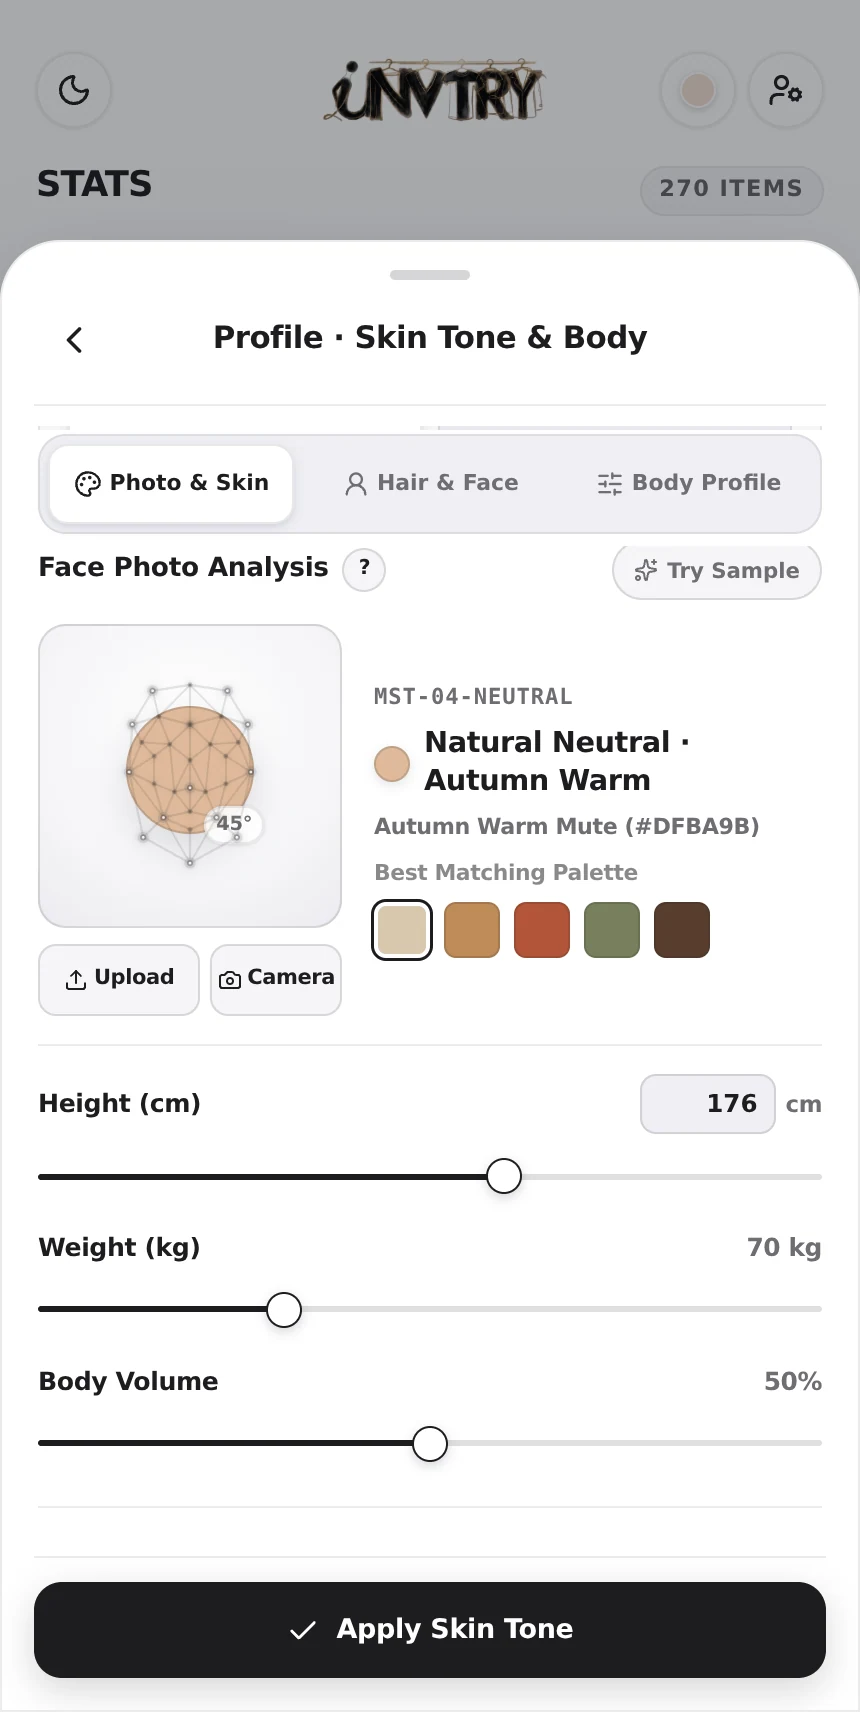 iNVTRY
STATS
270 ITEMS
Profile · Skin Tone & Body
Photo & Skin
Hair & Face
Body Profile
Face Photo Analysis
?
Try Sample
45°
MST-04-NEUTRAL
Natural Neutral ·
Autumn Warm
Autumn Warm Mute (#DFBA9B)
Best Matching Palette
Upload
Camera
Height (cm)
176 cm
Weight (kg)
70 kg
Body Volume
50%
Apply Skin Tone